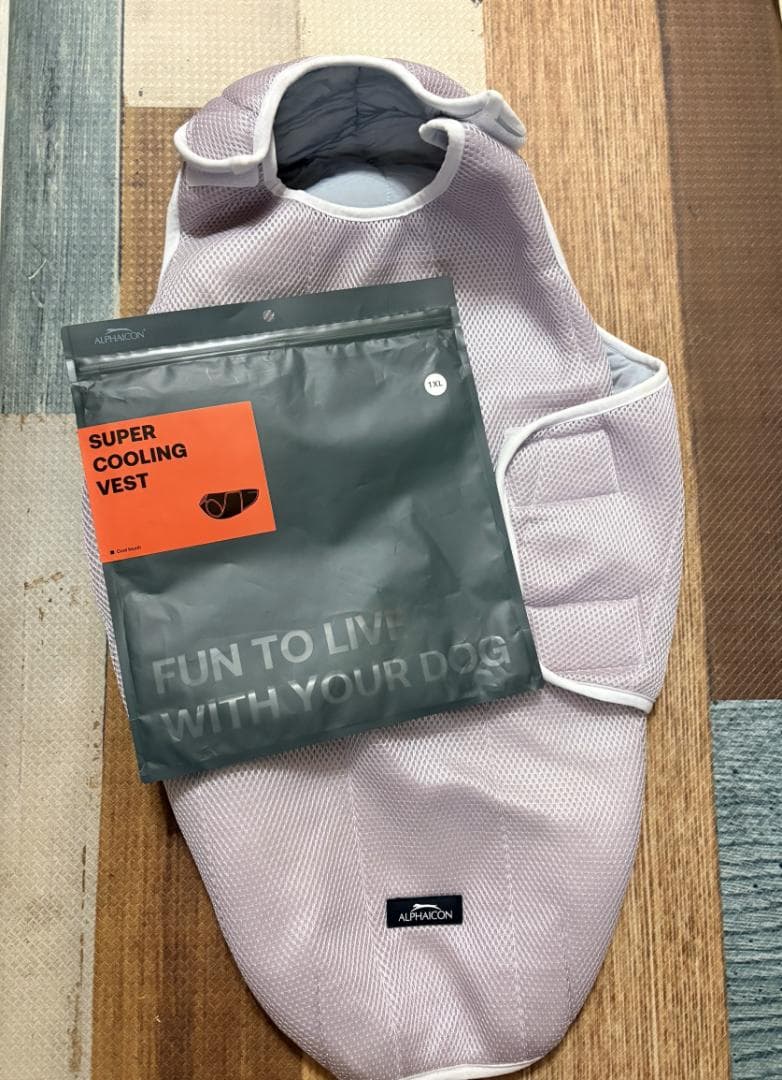 ALPHAICON
1XL
SUPER
COOLING
VEST
Cool touch
FUN TO LIVE
WITH YOUR DOG
ALPHAICON